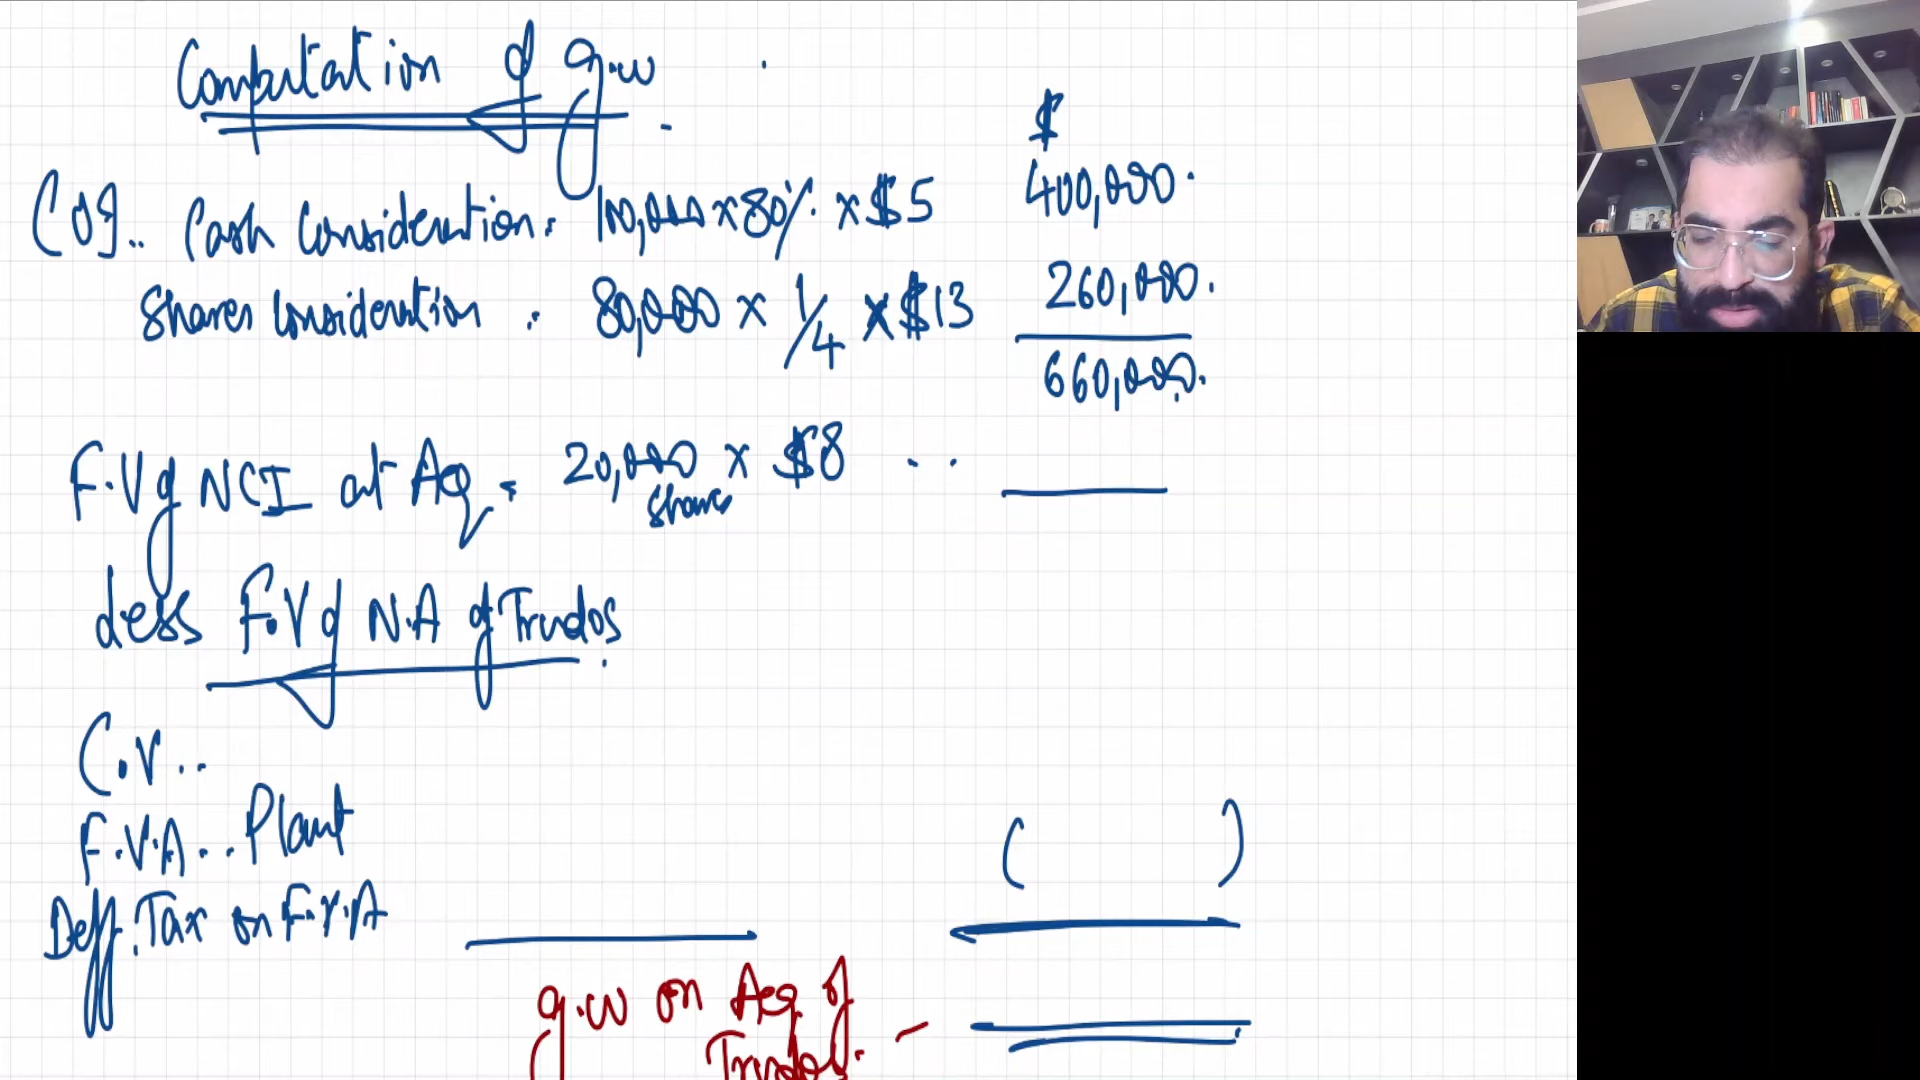 Computation of g.w
$
COI.. Cash Consideration. 100,000 x 80% x $5 400,000.
Shares Consideration. 80,000 x 1/4 x $13 260,000.
660,000.
F.V of NCI at Aq. 20,000 x $8 ..
shares
Less F.V of N.A of Trudos
C.V..
F.V.A.. Plant ( )
Deff. Tax on F.V.A
g.w on Acq of -
Trudos.